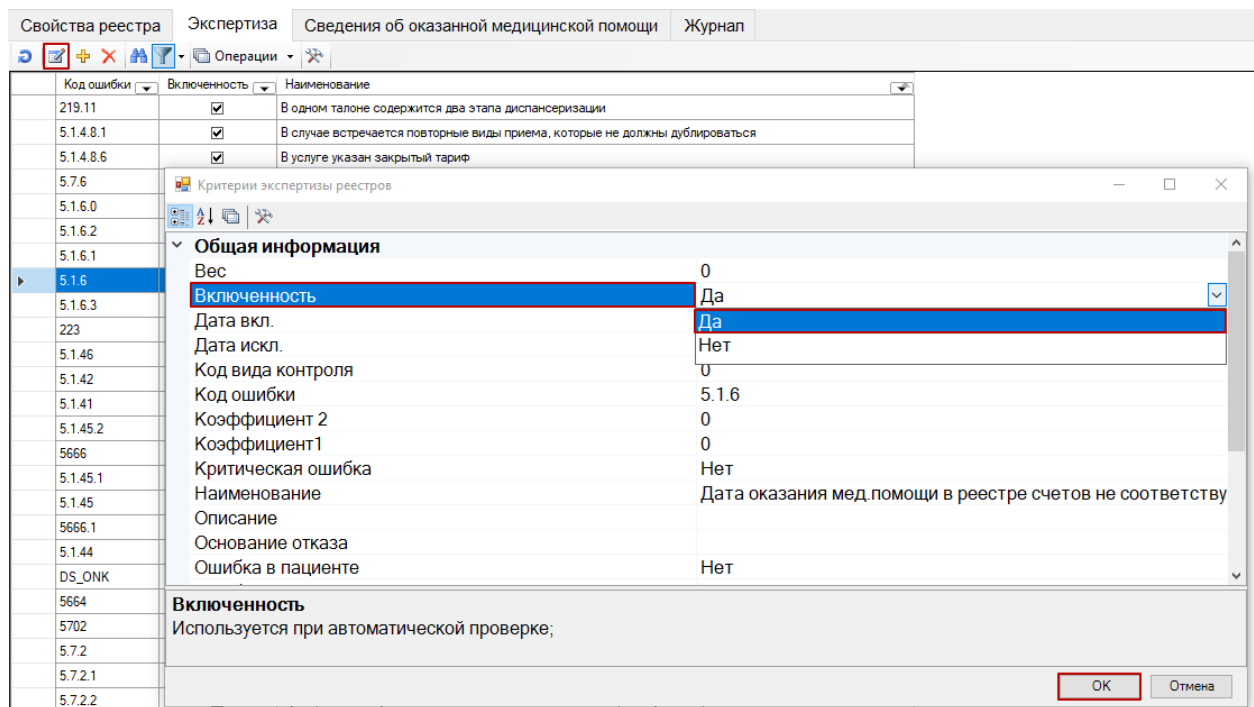 Свойства реестра Экспертиза Сведения об оказанной медицинской помощи Журнал
Операции
Код ошибки Включенность Наименование
219.11 В одном талоне содержится два этапа диспансеризации
5.1.4.8.1 В случае встречается повторные виды приема, которые не должны дублироваться
5.1.4.8.6 В услуге указан закрытый тариф
5.7.6
5.1.6.0
5.1.6.2
5.1.6.1
5.1.6
5.1.6.3
223
5.1.46
5.1.42
5.1.41
5.1.45.2
5666
5.1.45.1
5.1.45
5666.1
5.1.44
DS_ONK
5664
5702
5.7.2
5.7.2.1
5.7.2.2
Критерии экспертизы реестров
Общая информация
Вес 0
Включенность Да
Дата вкл. Да
Дата искл. Нет
Код вида контроля 0
Код ошибки 5.1.6
Коэффициент 2 0
Коэффициент1 0
Критическая ошибка Нет
Наименование Дата оказания мед.помощи в реестре счетов не соответству
Описание
Основание отказа
Ошибка в пациенте Нет
Включенность
Используется при автоматической проверке;
OK Отмена